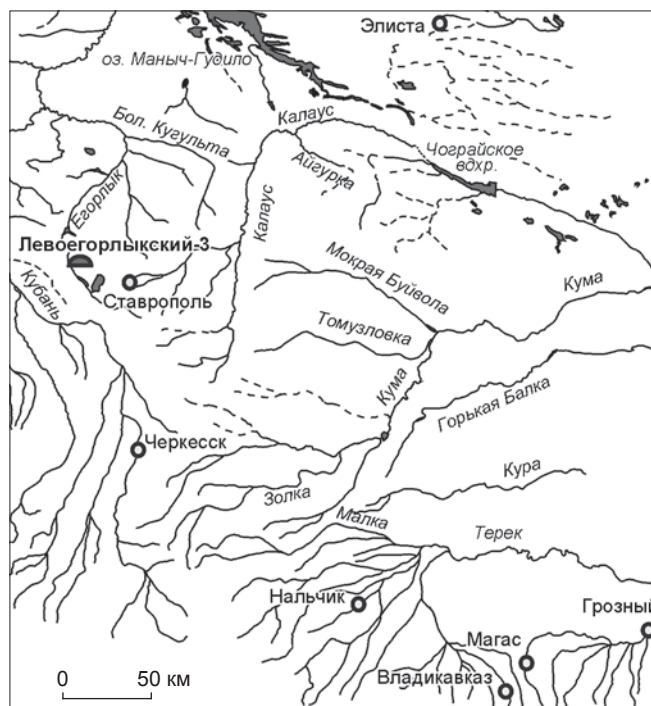 Элиста
оз. Маныч-Гудило
Калаус
Бол. Кугульта
Айгурка
Чограйское
вдхр.
Егорлык
Калаус
Левоегорлыкский-3
Мокрая Буйвола
Кума
Кубань
Ставрополь
Томузловка
Кума
Горькая Балка
Черкесск
Кура
Золка
Малка
Терек
Нальчик
Грозный
Магас
Владикавказ
0 50 км